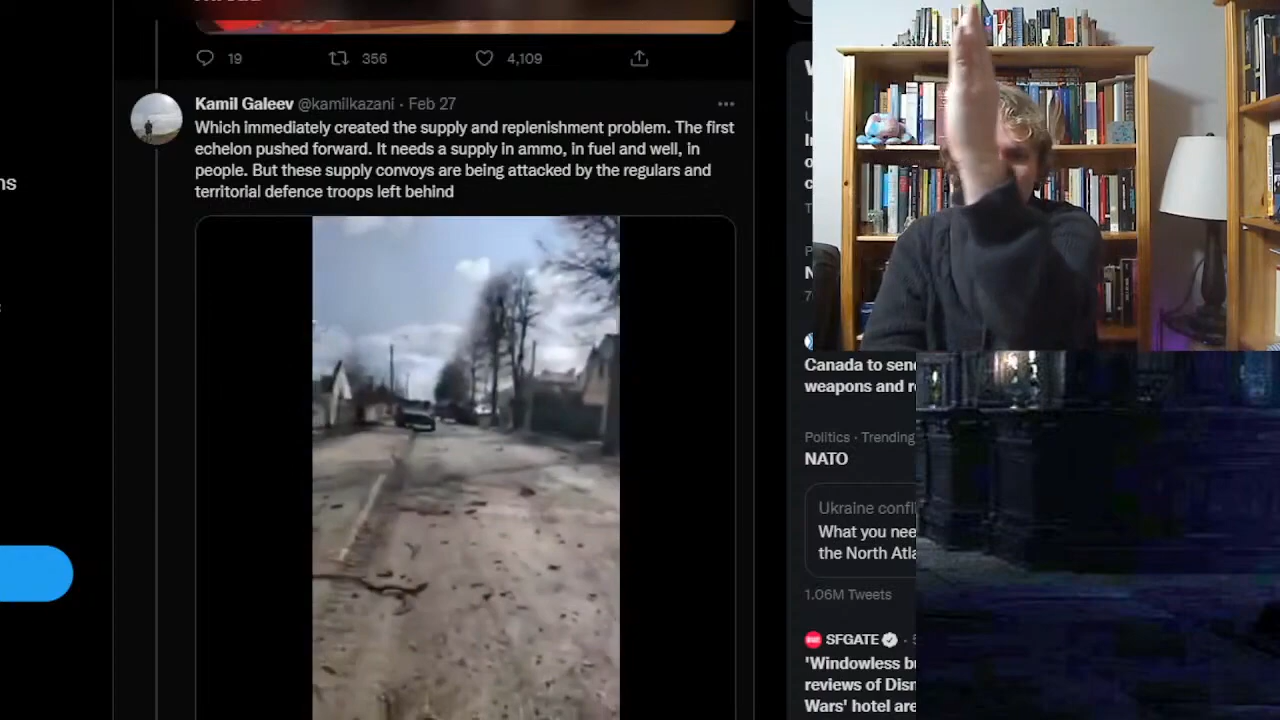 19
356
4,109
Kamil Galeev @kamilkazani · Feb 27
Which immediately created the supply and replenishment problem. The first
echelon pushed forward. It needs a supply in ammo, in fuel and well, in
people. But these supply convoys are being attacked by the regulars and
territorial defence troops left behind
ns
Canada to send
weapons and r
Politics · Trending
NATO
Ukraine confli
What you nee
the North Atla
1.06M Tweets
SFGATE
'Windowless b
reviews of Disn
Wars' hotel are